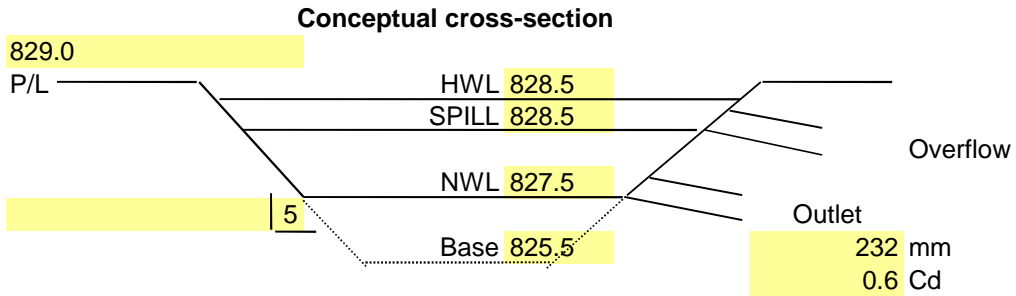 Conceptual cross-section
829.0
P/L
HWL 828.5
SPILL 828.5
Overflow
NWL 827.5
5
Outlet
Base 825.5
232 mm
0.6 Cd